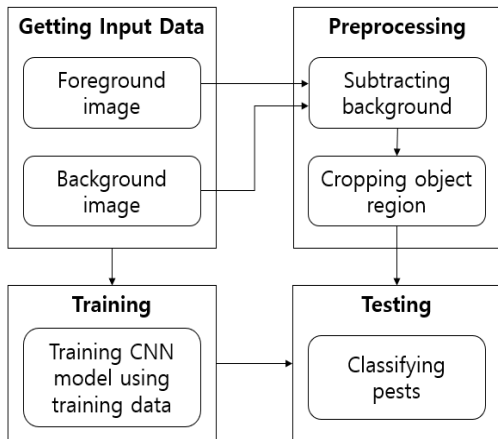 Getting Input Data
Foreground
image
Background
image
Preprocessing
Subtracting
background
Cropping object
region
Training
Training CNN
model using
training data
Testing
Classifying
pests